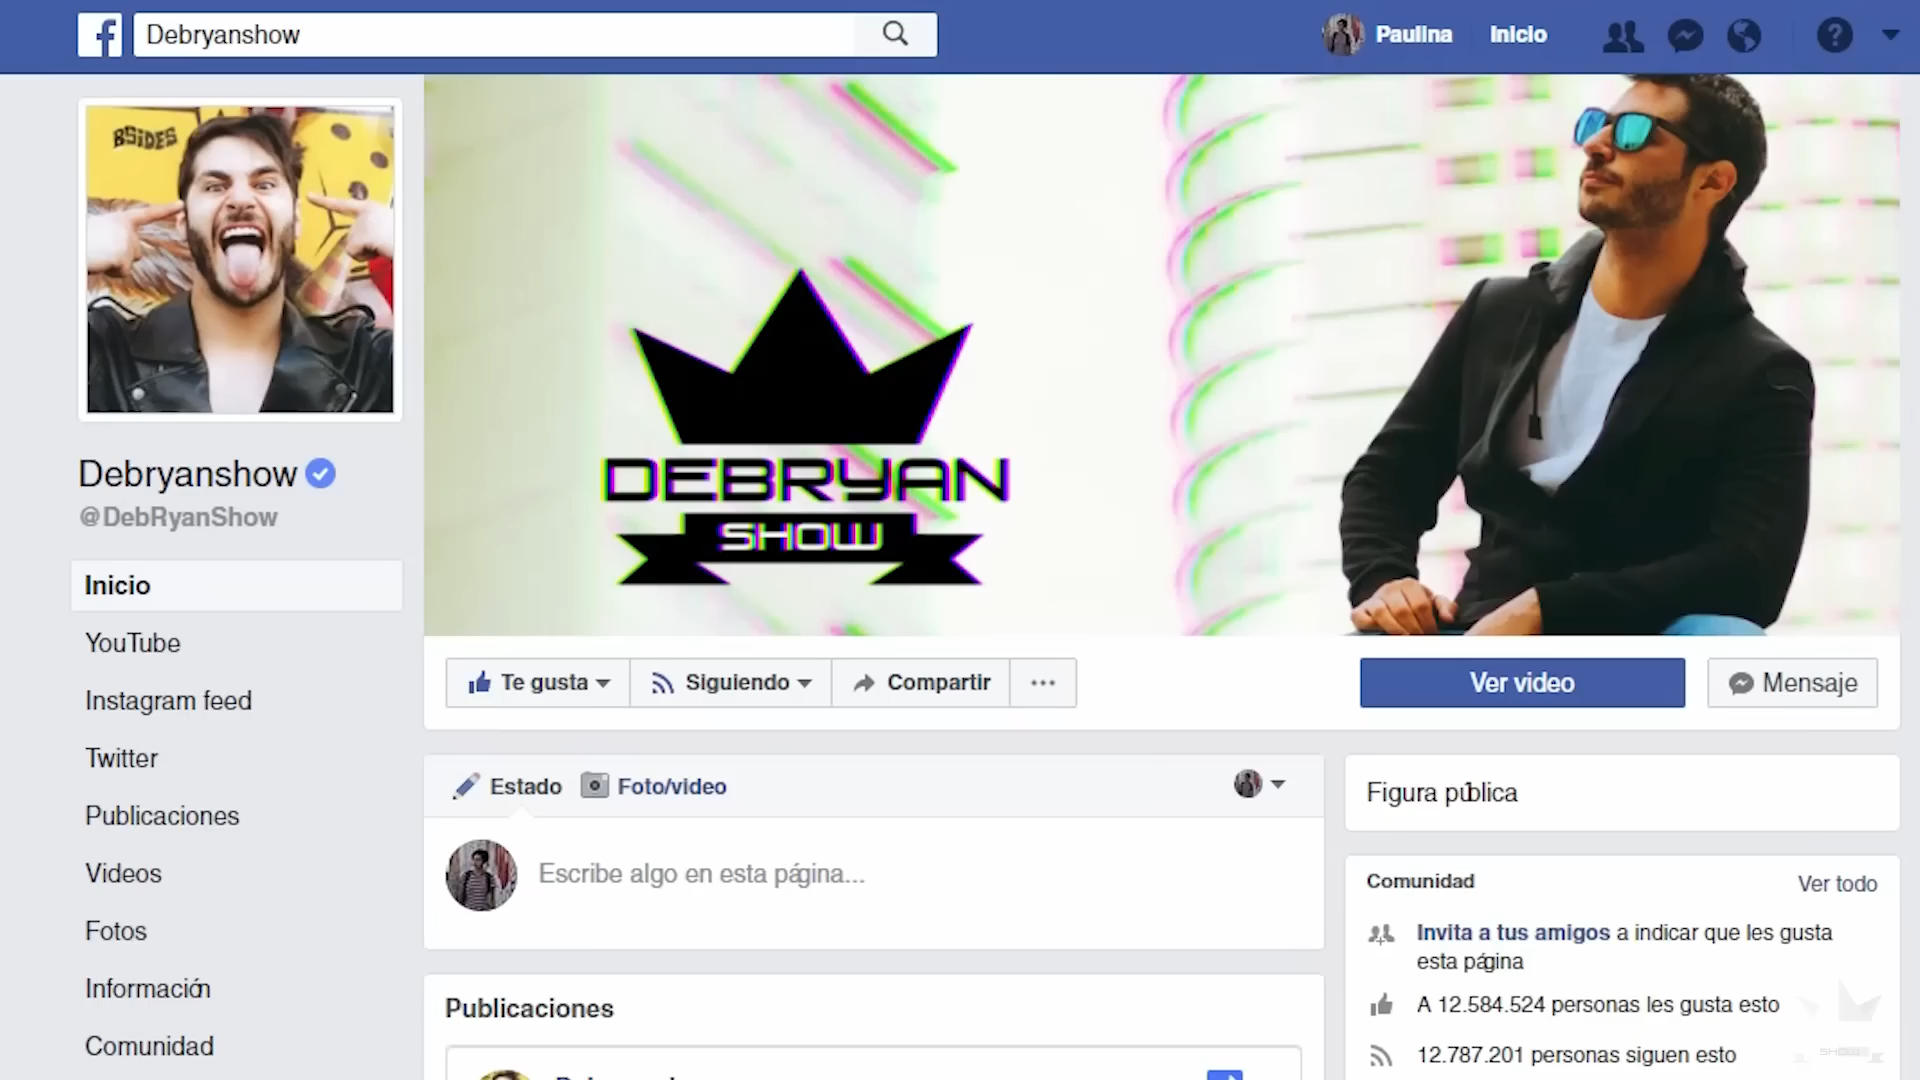 Debryanshow
Paulina
Inicio
BSIDES
Debryanshow
@DebRyanShow
Inicio
YouTube
Instagram feed
Twitter
Publicaciones
Videos
Fotos
Información
Comunidad
DEBRYAN
SHOW
Te gusta
Siguiendo
Compartir
Ver video
Mensaje
Estado
Foto/video
Escribe algo en esta página...
Publicaciones
Figura pública
Comunidad
Ver todo
Invita a tus amigos a indicar que les gusta
esta página
A 12.584.524 personas les gusta esto
12.787.201 personas siguen esto
SHOW